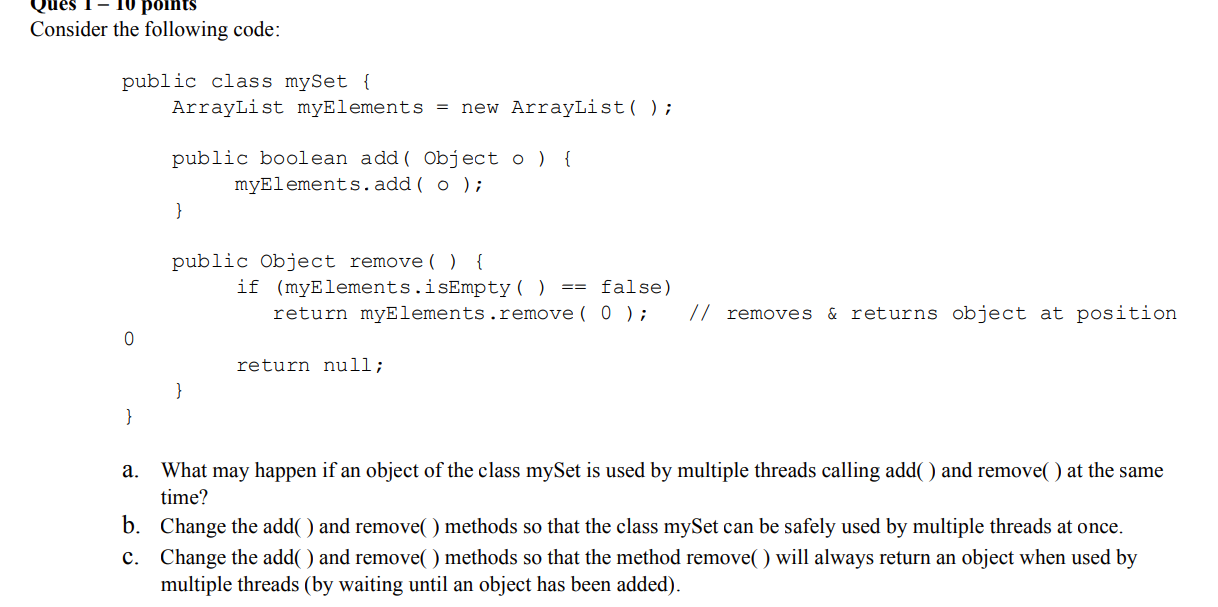 Ques 1 – 10 points
Consider the following code:
public class mySet {
ArrayList myElements = new ArrayList( );
public boolean add( Object o ) {
myElements.add( o );
}
public Object remove( ) {
if (myElements.isEmpty( ) == false)
return myElements.remove( 0 );   // removes & returns object at position
0
return null;
}
}
a. What may happen if an object of the class mySet is used by multiple threads calling add( ) and remove( ) at the same
time?
b. Change the add( ) and remove( ) methods so that the class mySet can be safely used by multiple threads at once.
c. Change the add( ) and remove( ) methods so that the method remove( ) will always return an object when used by
multiple threads (by waiting until an object has been added).